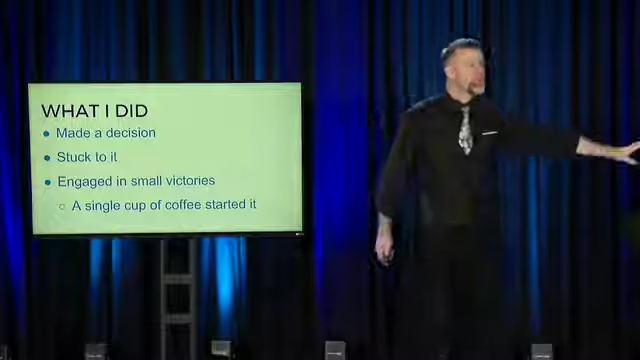 WHAT I DID
Made a decision
Stuck to it
Engaged in small victories
A single cup of coffee started it